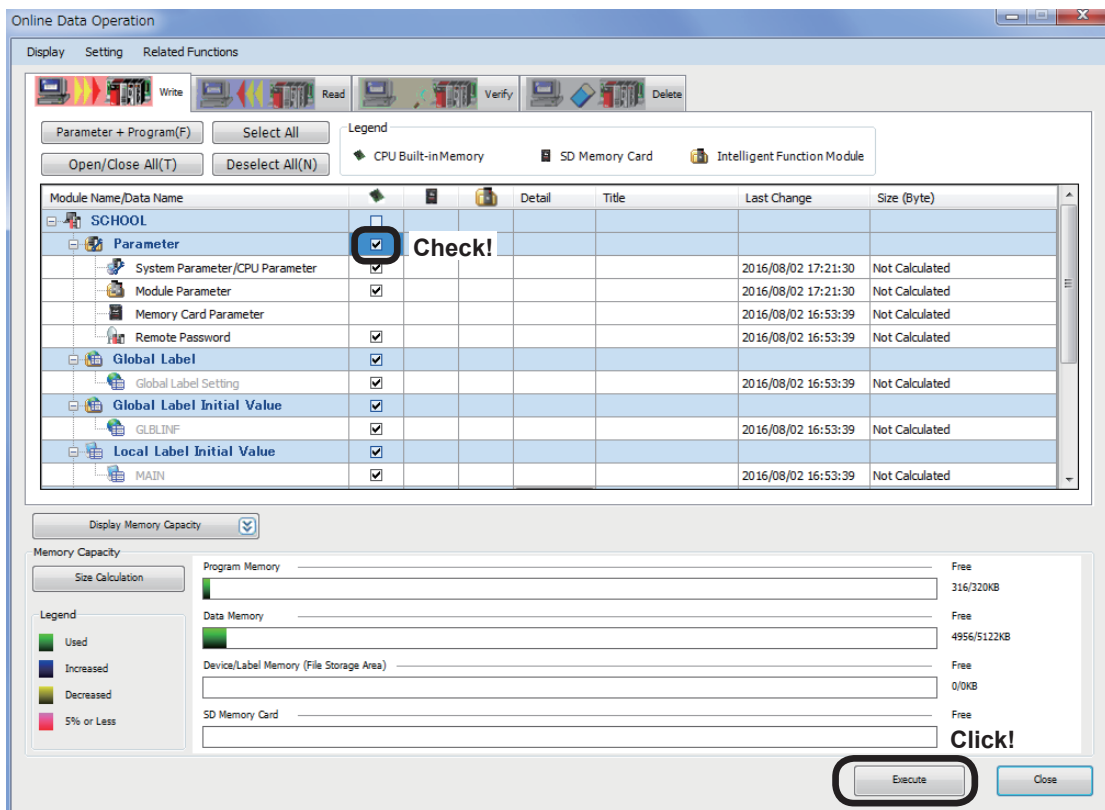 Online Data Operation
Display Setting Related Functions
Write Read Verify Delete
Parameter + Program(F) Select All Legend
Open/Close All(T) Deselect All(N) CPU Built-in Memory SD Memory Card Intelligent Function Module
Module Name/Data Name Detail Title Last Change Size (Byte)
SCHOOL
Parameter Check!
System Parameter/CPU Parameter 2016/08/02 17:21:30 Not Calculated
Module Parameter 2016/08/02 17:21:30 Not Calculated
Memory Card Parameter 2016/08/02 16:53:39 Not Calculated
Remote Password 2016/08/02 16:53:39 Not Calculated
Global Label
Global Label Setting 2016/08/02 16:53:39 Not Calculated
Global Label Initial Value
GLBLINF 2016/08/02 16:53:39 Not Calculated
Local Label Initial Value
MAIN 2016/08/02 16:53:39 Not Calculated
Display Memory Capacity
Memory Capacity
Size Calculation Program Memory Free
316/320KB
Legend Data Memory Free
Used 4956/5122KB
Increased Device/Label Memory (File Storage Area) Free
Decreased 0/0KB
5% or Less SD Memory Card Free
Click!
Execute Close